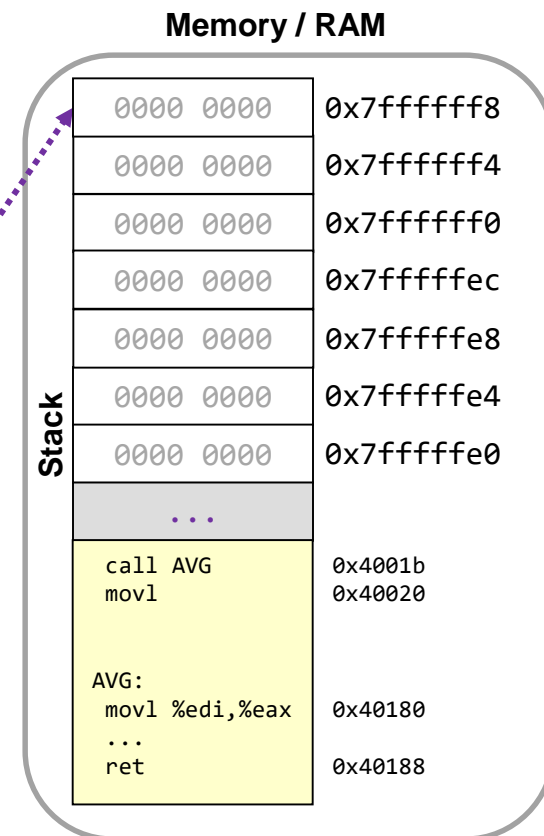 Memory / RAM
0000 0000 0x7ffffff8
0000 0000 0x7ffffff4
0000 0000 0x7ffffff0
0000 0000 0x7fffffec
0000 0000 0x7fffffe8
0000 0000 0x7fffffe4
0000 0000 0x7fffffe0
Stack
...
call AVG 0x4001b
movl 0x40020
AVG:
movl %edi,%eax 0x40180
...
ret 0x40188